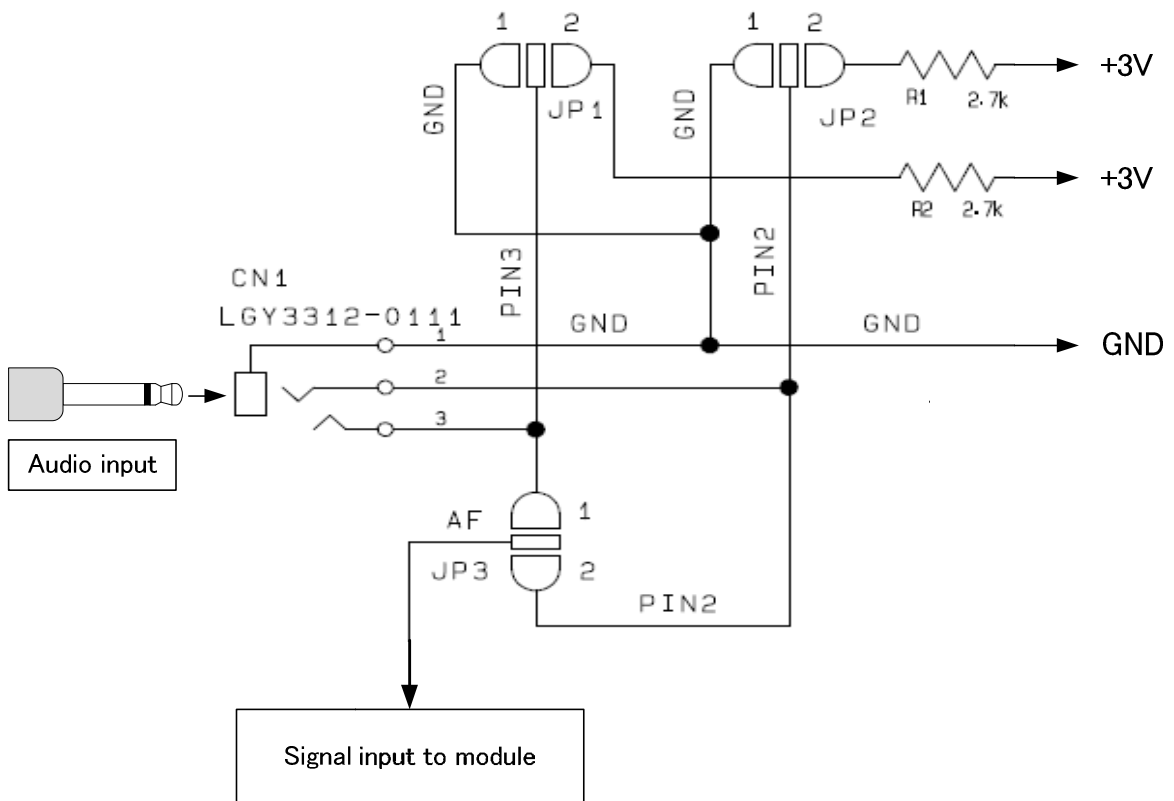 1 2
JP1
GND
1 2
JP2
GND
R1 2.7k
+3V
R2 2.7k
+3V
PIN3
PIN2
CN1
LGY3312-0111
1
GND
GND
GND
2
3
Audio input
AF
1
JP3
2
PIN2
Signal input to module